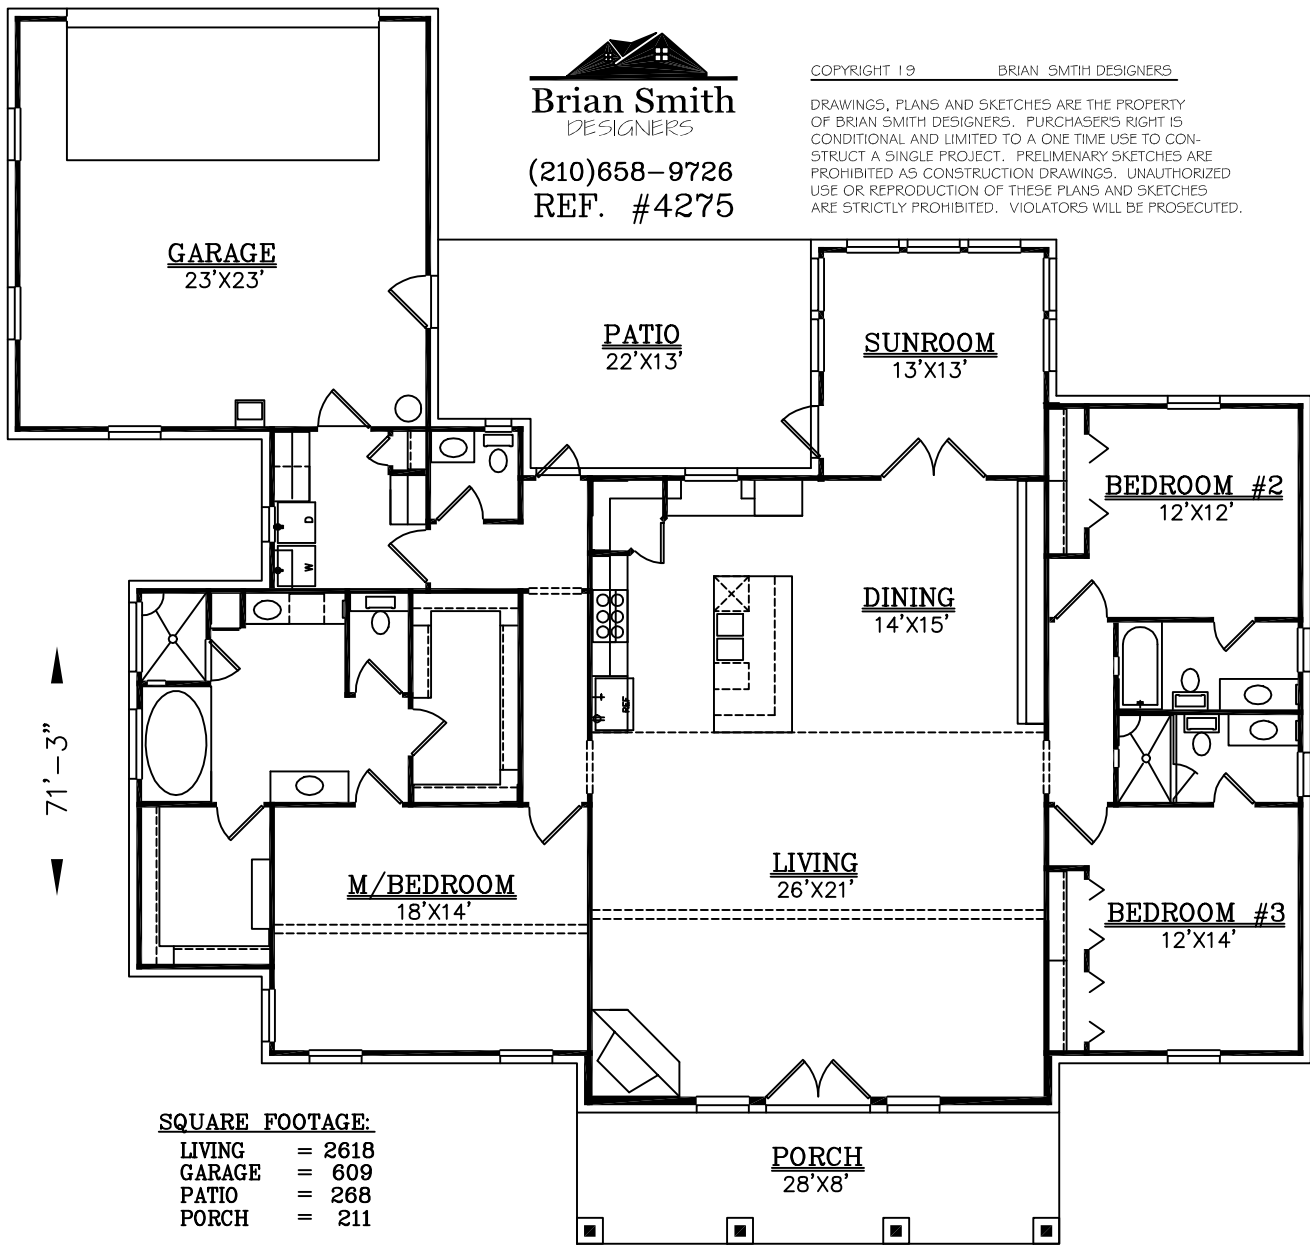 Brian Smith
DESIGNERS
(210)658-9726
REF. #4275
COPYRIGHT 19 BRIAN SMTIH DESIGNERS
DRAWINGS, PLANS AND SKETCHES ARE THE PROPERTY
OF BRIAN SMITH DESIGNERS. PURCHASER'S RIGHT IS
CONDITIONAL AND LIMITED TO A ONE TIME USE TO CON-
STRUCT A SINGLE PROJECT. PRELIMENARY SKETCHES ARE
PROHIBITED AS CONSTRUCTION DRAWINGS. UNAUTHORIZED
USE OR REPRODUCTION OF THESE PLANS AND SKETCHES
ARE STRICTLY PROHIBITED. VIOLATORS WILL BE PROSECUTED.
GARAGE
23'X23'
PATIO
22'X13'
SUNROOM
13'X13'
BEDROOM #2
12'X12'
D
W
DINING
14'X15'
REF
71'-3"
LIVING
26'X21'
M/BEDROOM
18'X14'
BEDROOM #3
12'X14'
PORCH
28'X8'
SQUARE FOOTAGE:
LIVING = 2618
GARAGE = 609
PATIO = 268
PORCH = 211